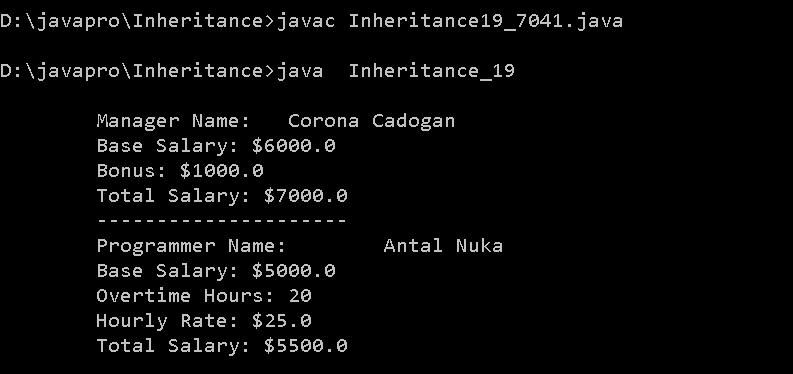 D:\javapro\Inheritance>javac Inheritance19_7041.java
D:\javapro\Inheritance>java  Inheritance_19
Manager Name:   Corona Cadogan
Base Salary: $6000.0
Bonus: $1000.0
Total Salary: $7000.0
---------------------
Programmer Name:        Antal Nuka
Base Salary: $5000.0
Overtime Hours: 20
Hourly Rate: $25.0
Total Salary: $5500.0